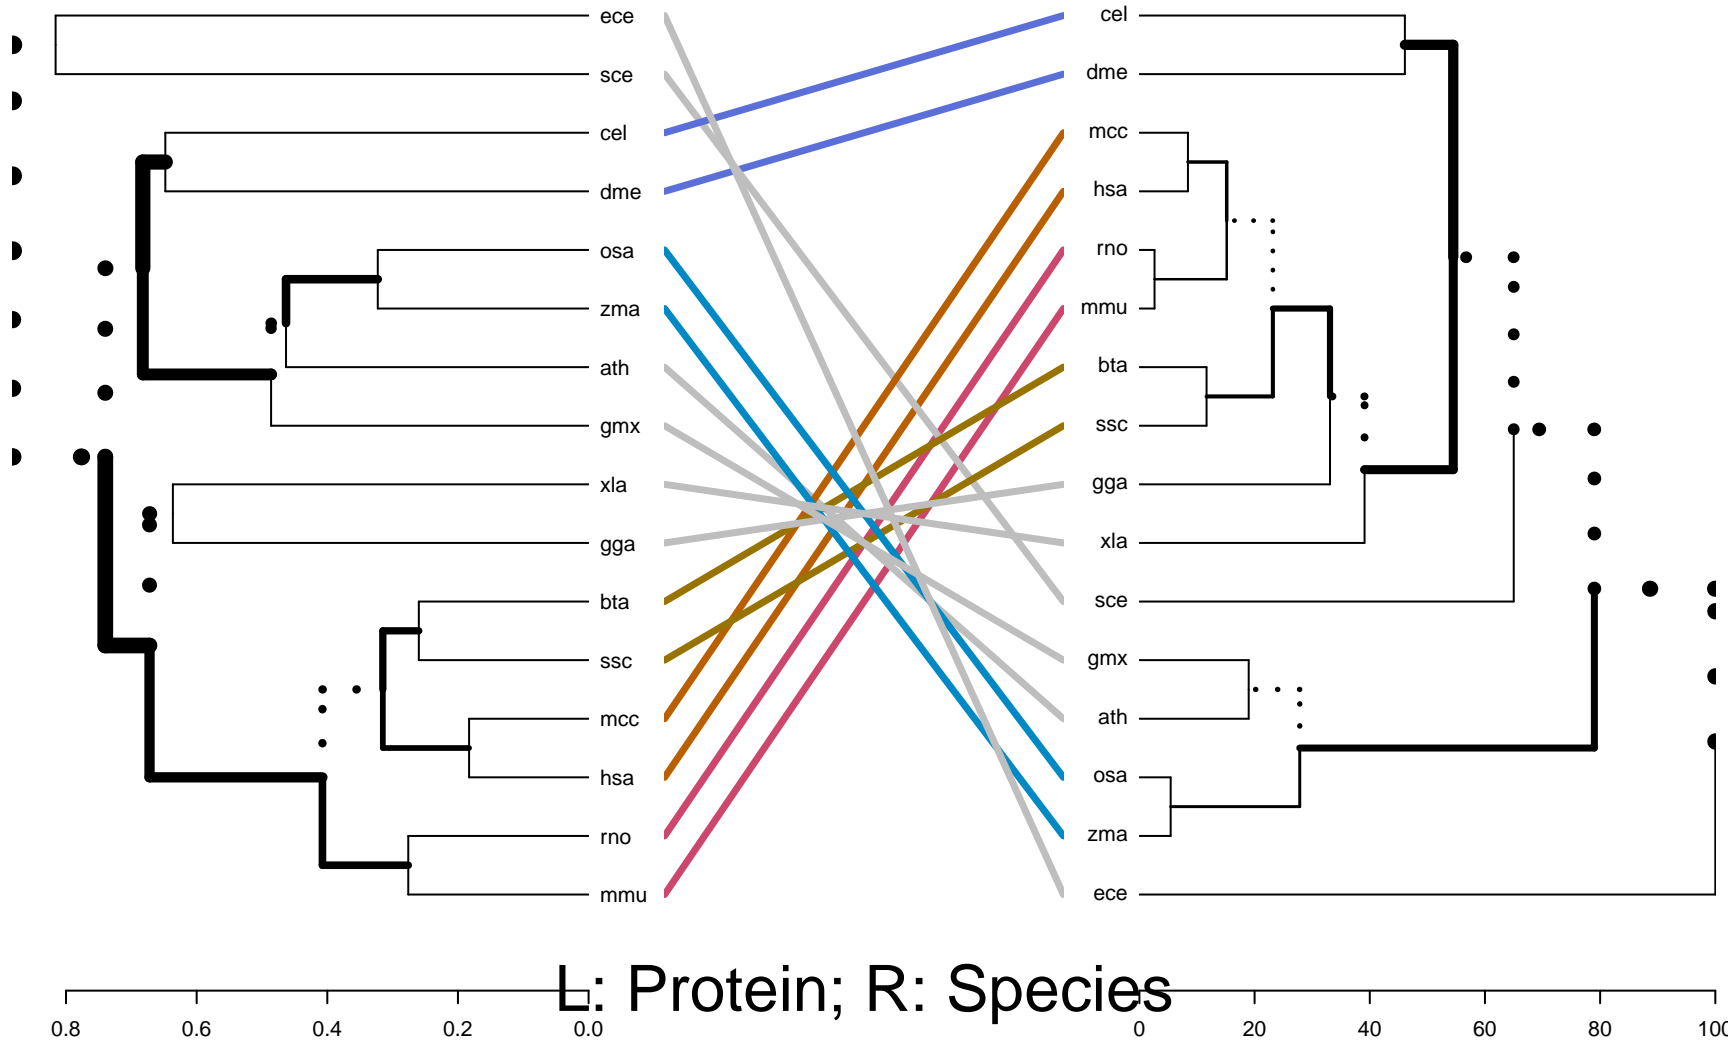 ece
sce
cel
dme
osa
zma
ath
gmx
xla
gga
bta
ssc
mcc
hsa
rno
mmu
cel
dme
mcc
hsa
rno
mmu
bta
ssc
gga
xla
sce
gmx
ath
osa
zma
ece
L: Protein; R: Species
0.8 0.6 0.4 0.2 0.0
0 20 40 60 80 100